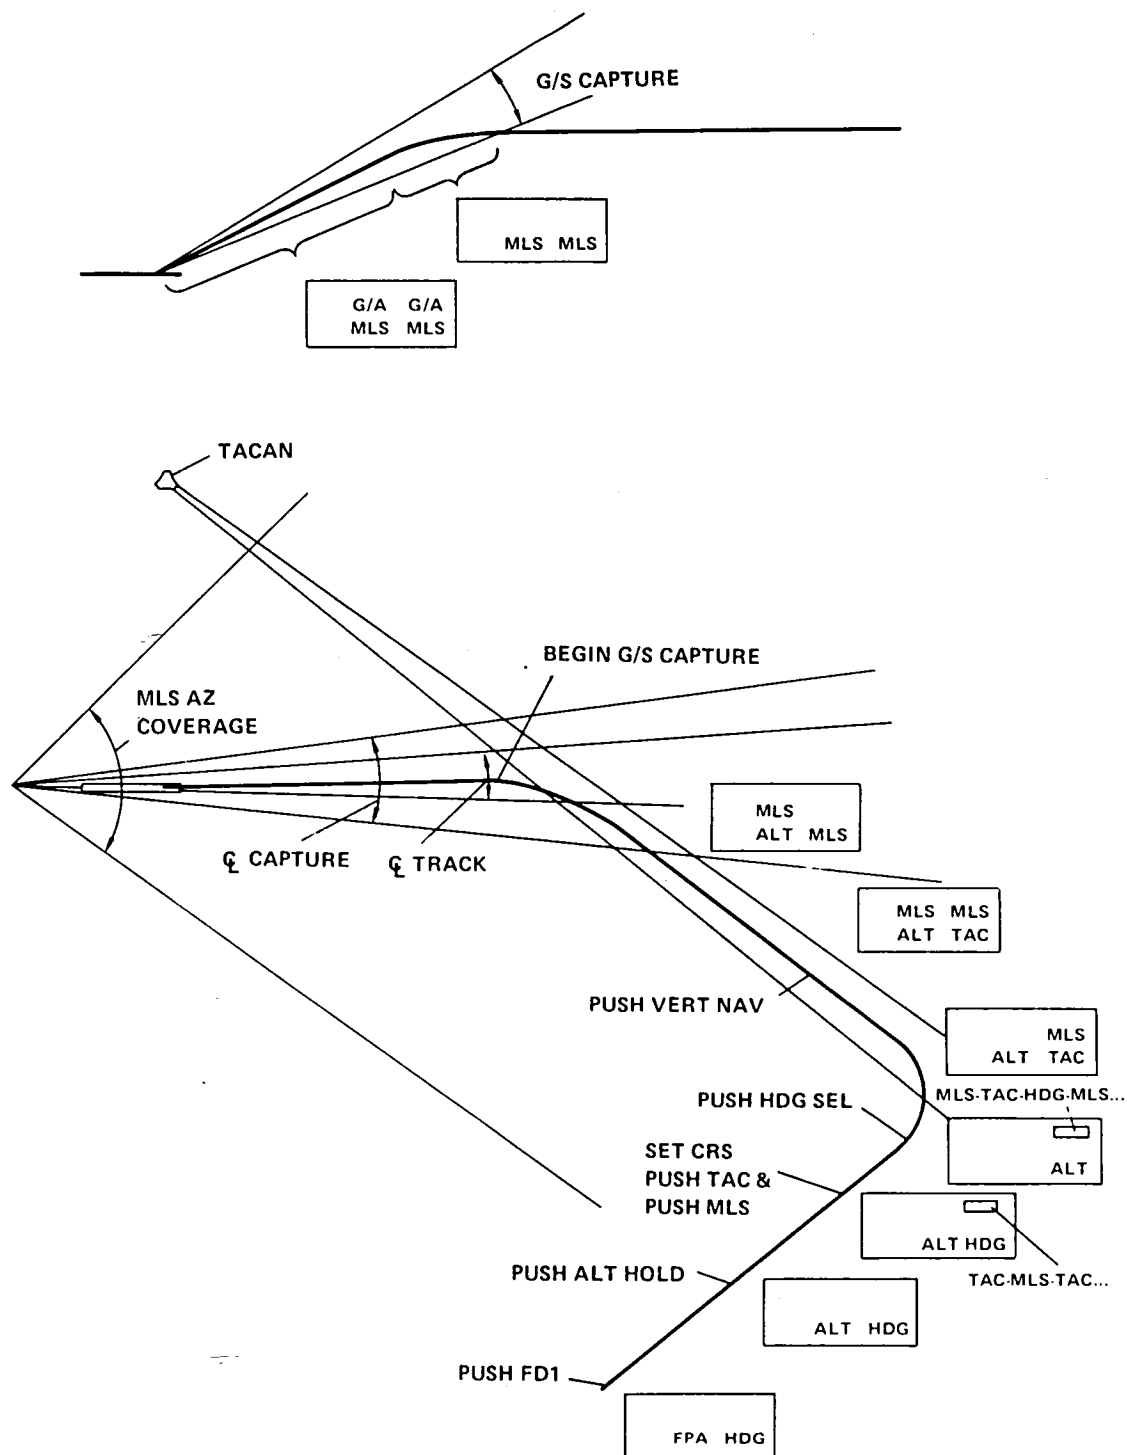 G/S CAPTURE
MLS MLS
G/A G/A
MLS MLS
TACAN
BEGIN G/S CAPTURE
MLS AZ
COVERAGE
MLS
ALT MLS
℄ CAPTURE
℄ TRACK
MLS MLS
ALT TAC
PUSH VERT NAV
MLS
ALT TAC
MLS-TAC-HDG-MLS...
PUSH HDG SEL
ALT
SET CRS
PUSH TAC &
PUSH MLS
ALT HDG
TAC-MLS-TAC...
PUSH ALT HOLD
ALT HDG
PUSH FD1
FPA HDG